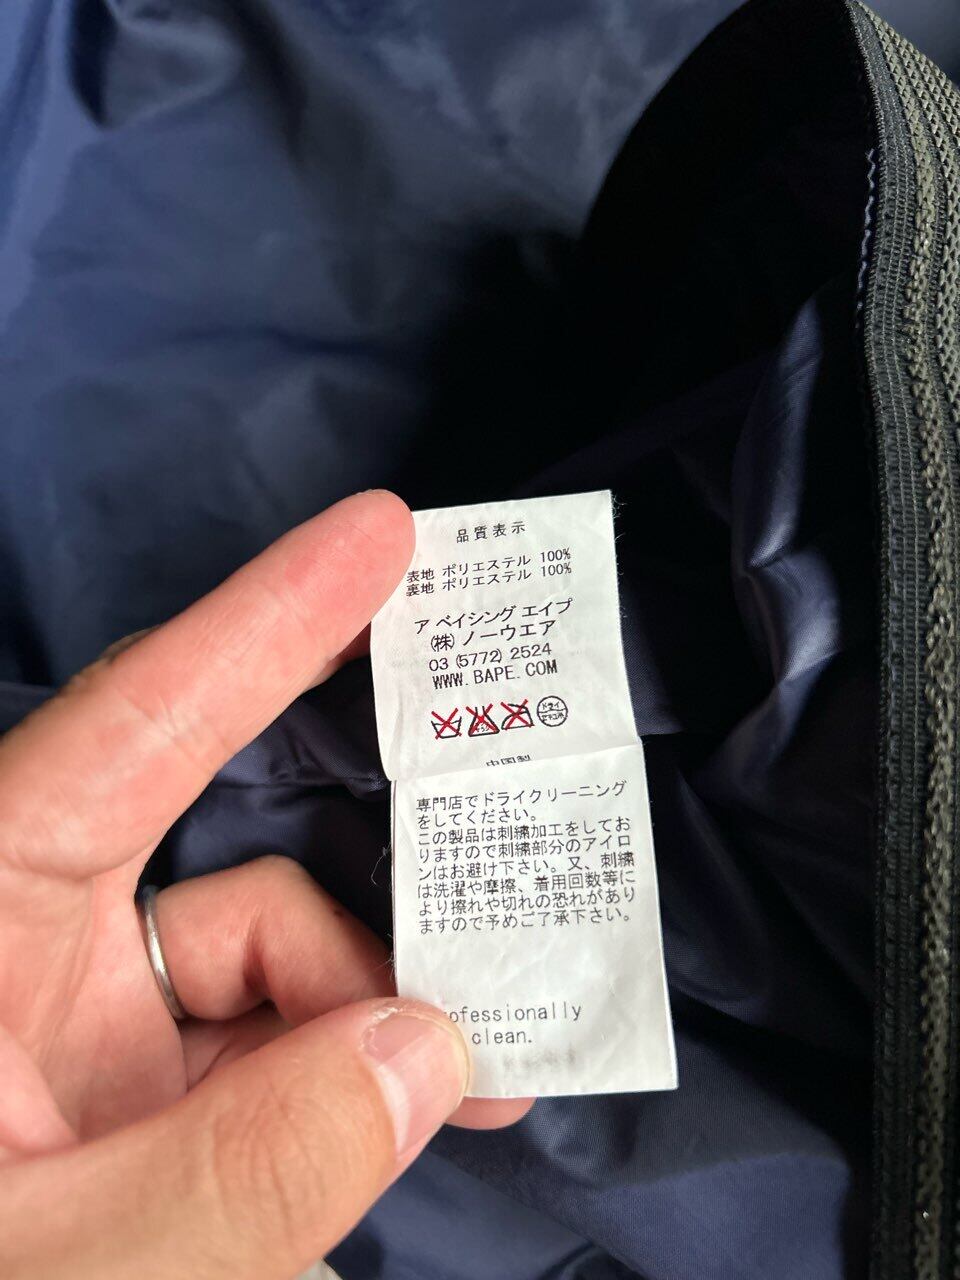 品質表示
表地 ポリエステル 100%
裏地 ポリエステル 100%
ア ベイシング エイプ
(株) ノーウエア
03 (5772) 2524
WWW.BAPE.COM
ドライ
中国製
専門店でドライクリーニング
をしてください。
この製品は刺繍加工をしてお
りますので刺繍部分のアイロ
ンはお避け下さい。又、刺繍
は洗濯や摩擦、着用回数等に
より擦れや切れの恐れがあり
ますので予めご了承下さい。
ofessionally
clean.